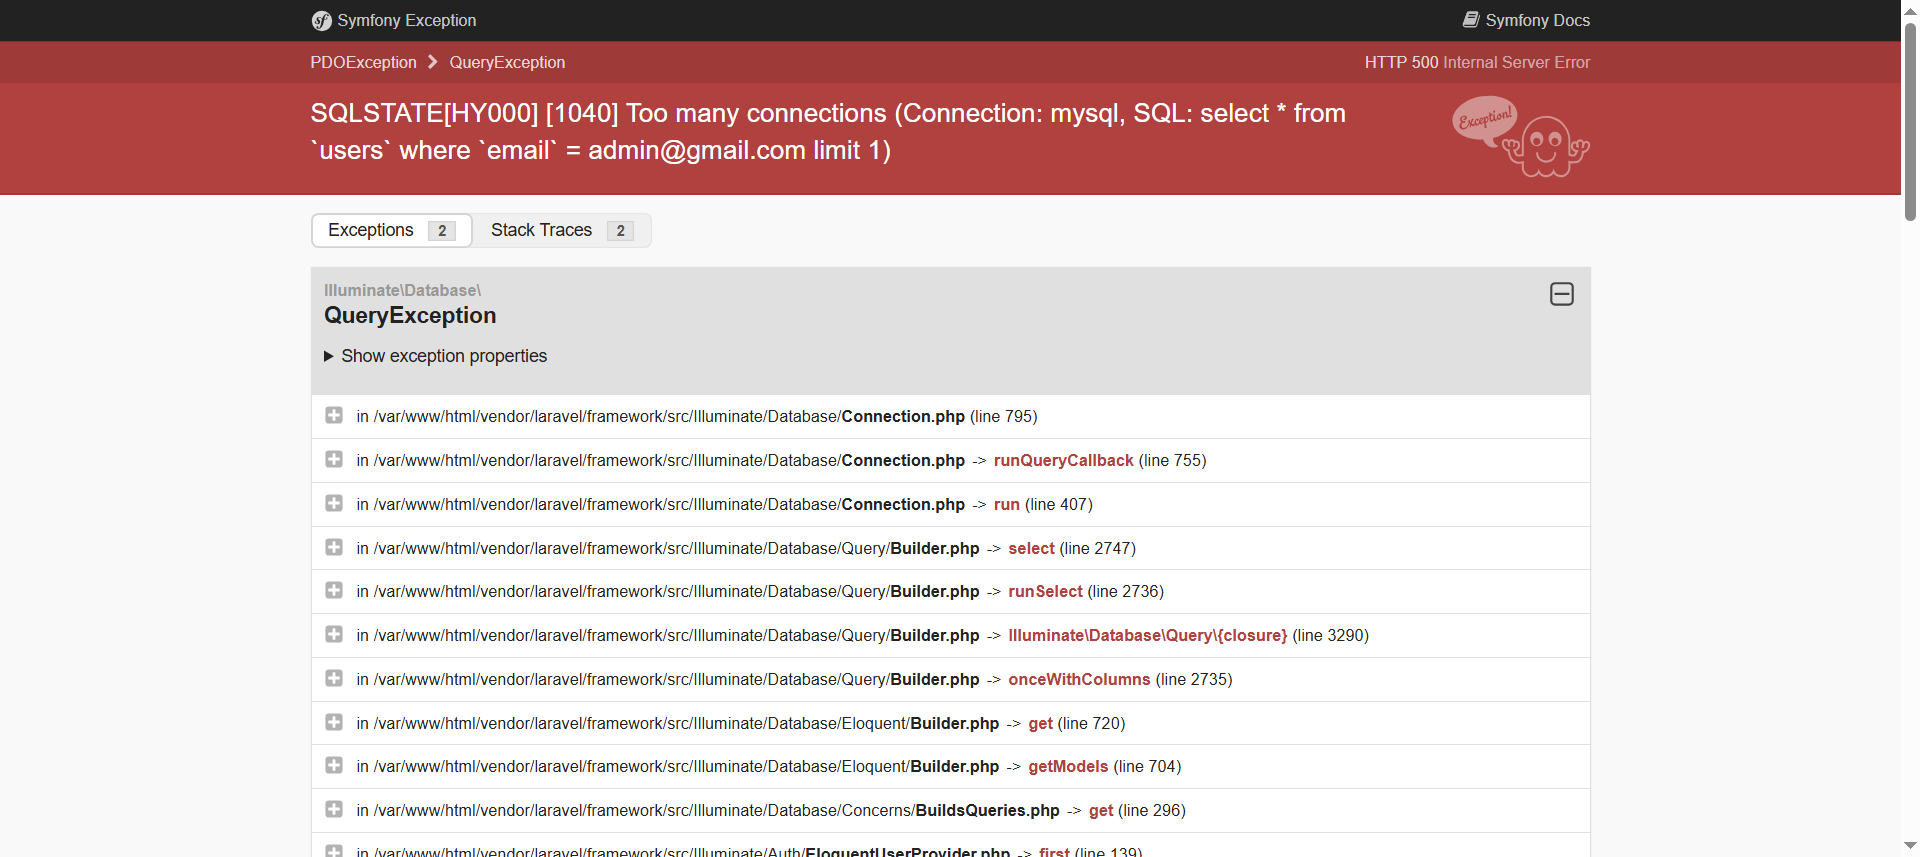 Symfony Exception
Symfony Docs
PDOException
QueryException
HTTP 500 Internal Server Error
SQLSTATE[HY000] [1040] Too many connections (Connection: mysql, SQL: select * from
`users` where `email` = admin@gmail.com limit 1)
Exception!
Exceptions 2
Stack Traces 2
Illuminate\Database\
QueryException
Show exception properties
in /var/www/html/vendor/laravel/framework/src/Illuminate/Database/Connection.php (line 795)
in /var/www/html/vendor/laravel/framework/src/Illuminate/Database/Connection.php -> runQueryCallback (line 755)
in /var/www/html/vendor/laravel/framework/src/Illuminate/Database/Connection.php -> run (line 407)
in /var/www/html/vendor/laravel/framework/src/Illuminate/Database/Query/Builder.php -> select (line 2747)
in /var/www/html/vendor/laravel/framework/src/Illuminate/Database/Query/Builder.php -> runSelect (line 2736)
in /var/www/html/vendor/laravel/framework/src/Illuminate/Database/Query/Builder.php -> Illuminate\Database\Query\{closure} (line 3290)
in /var/www/html/vendor/laravel/framework/src/Illuminate/Database/Query/Builder.php -> onceWithColumns (line 2735)
in /var/www/html/vendor/laravel/framework/src/Illuminate/Database/Eloquent/Builder.php -> get (line 720)
in /var/www/html/vendor/laravel/framework/src/Illuminate/Database/Eloquent/Builder.php -> getModels (line 704)
in /var/www/html/vendor/laravel/framework/src/Illuminate/Database/Concerns/BuildsQueries.php -> get (line 296)
in /var/www/html/vendor/laravel/framework/src/Illuminate/Auth/EloquentUserProvider.php -> first (line 139)